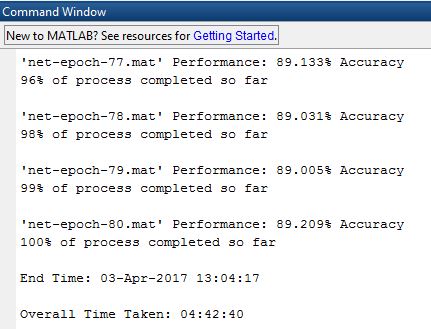 Command Window
New to MATLAB? See resources for Getting Started.
'net-epoch-77.mat' Performance: 89.133% Accuracy
96% of process completed so far
'net-epoch-78.mat' Performance: 89.031% Accuracy
98% of process completed so far
'net-epoch-79.mat' Performance: 89.005% Accuracy
99% of process completed so far
'net-epoch-80.mat' Performance: 89.209% Accuracy
100% of process completed so far
End Time: 03-Apr-2017 13:04:17
Overall Time Taken: 04:42:40